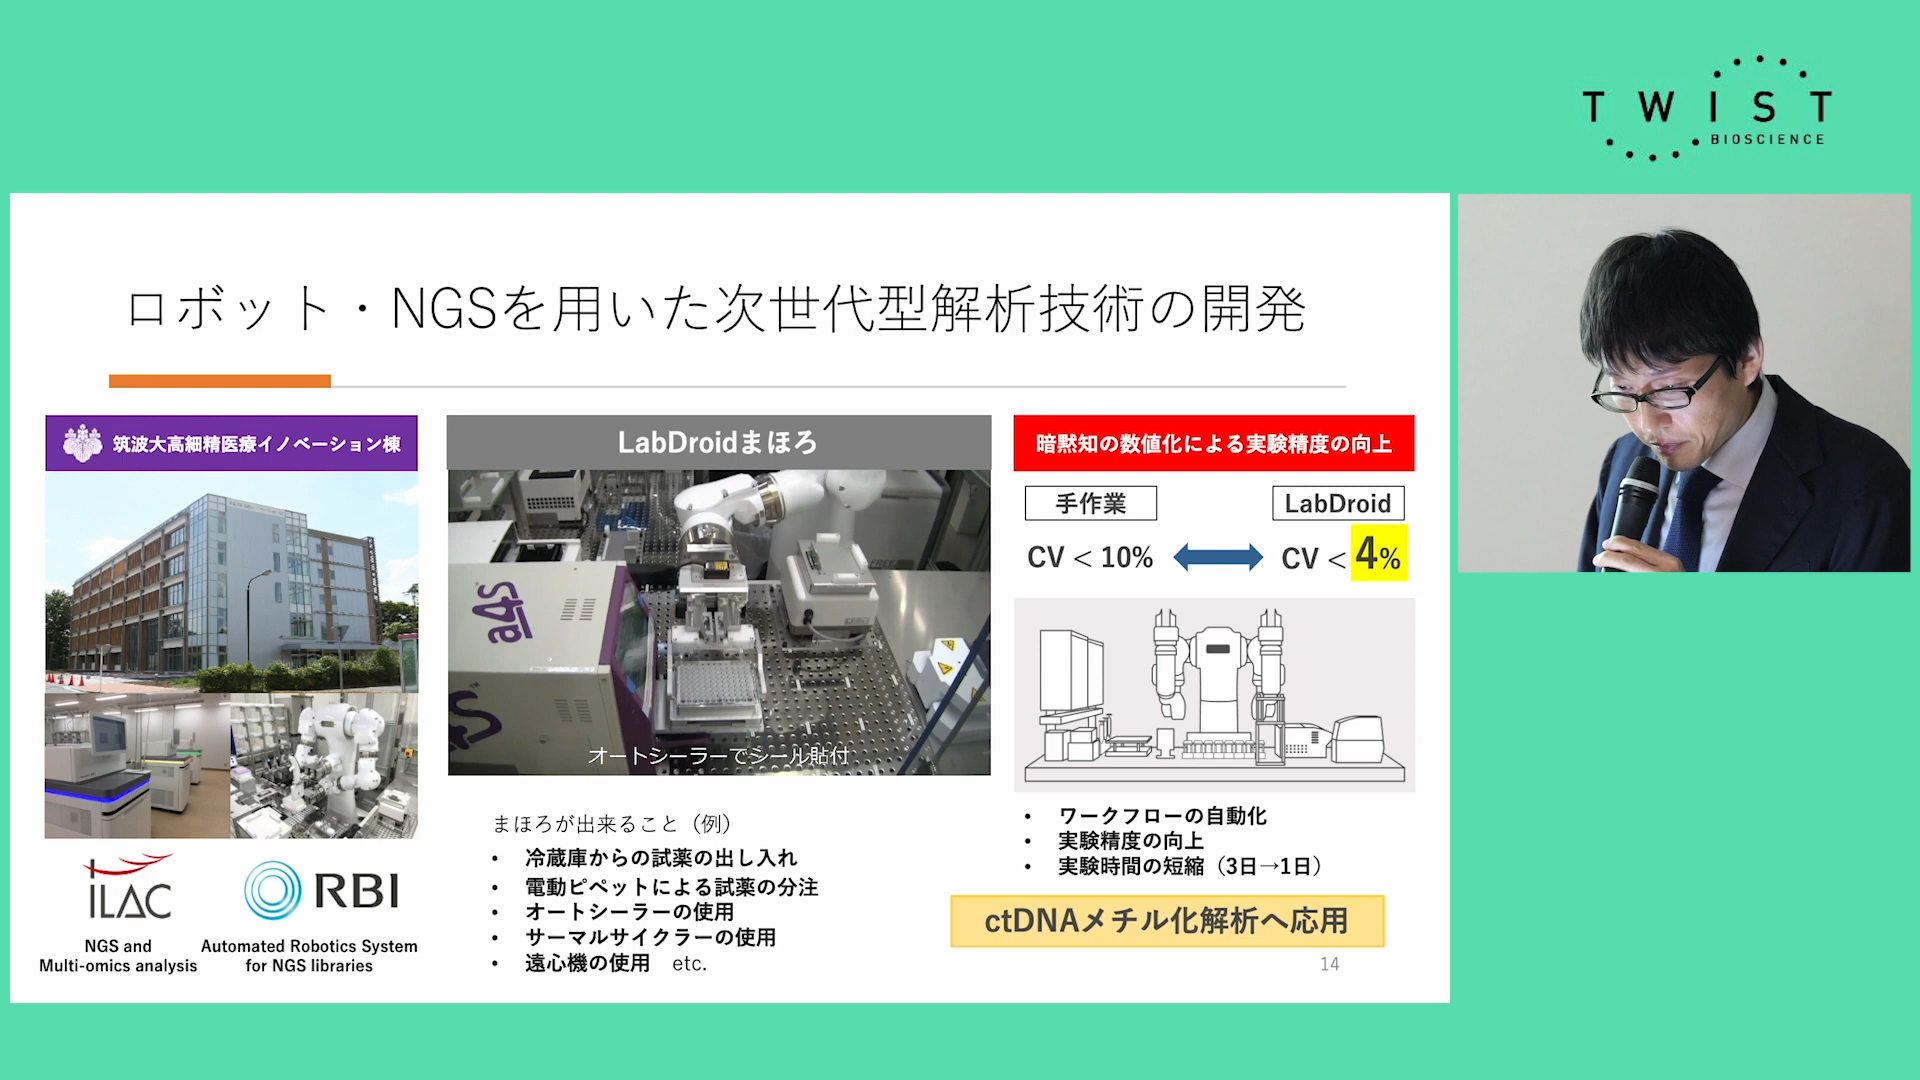 TWIST
BIOSCIENCE
ロボット・NGSを用いた次世代型解析技術の開発
筑波大高細精医療イノベーション棟
LabDroidまほろ
暗黙知の数値化による実験精度の向上
手作業
LabDroid
CV < 10%
CV < 4%
a4S
オートシーラーでシール貼付
まほろが出来ること（例）
• 冷蔵庫からの試薬の出し入れ
• 電動ピペットによる試薬の分注
• オートシーラーの使用
• サーマルサイクラーの使用
• 遠心機の使用 etc.
• ワークフローの自動化
• 実験精度の向上
• 実験時間の短縮（3日→1日）
ctDNAメチル化解析へ応用
iLAC
RBI
NGS and
Multi-omics analysis
Automated Robotics System
for NGS libraries
14